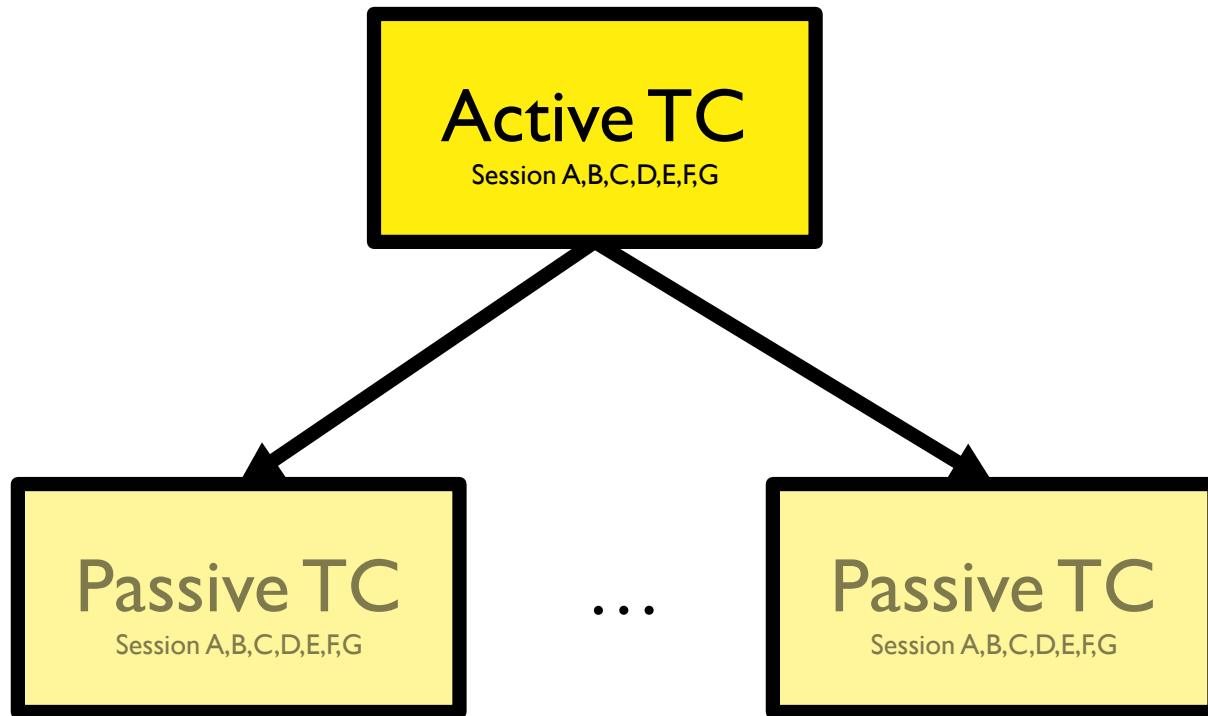 Active TC
Session A,B,C,D,E,F,G
Passive TC
Session A,B,C,D,E,F,G
...
Passive TC
Session A,B,C,D,E,F,G